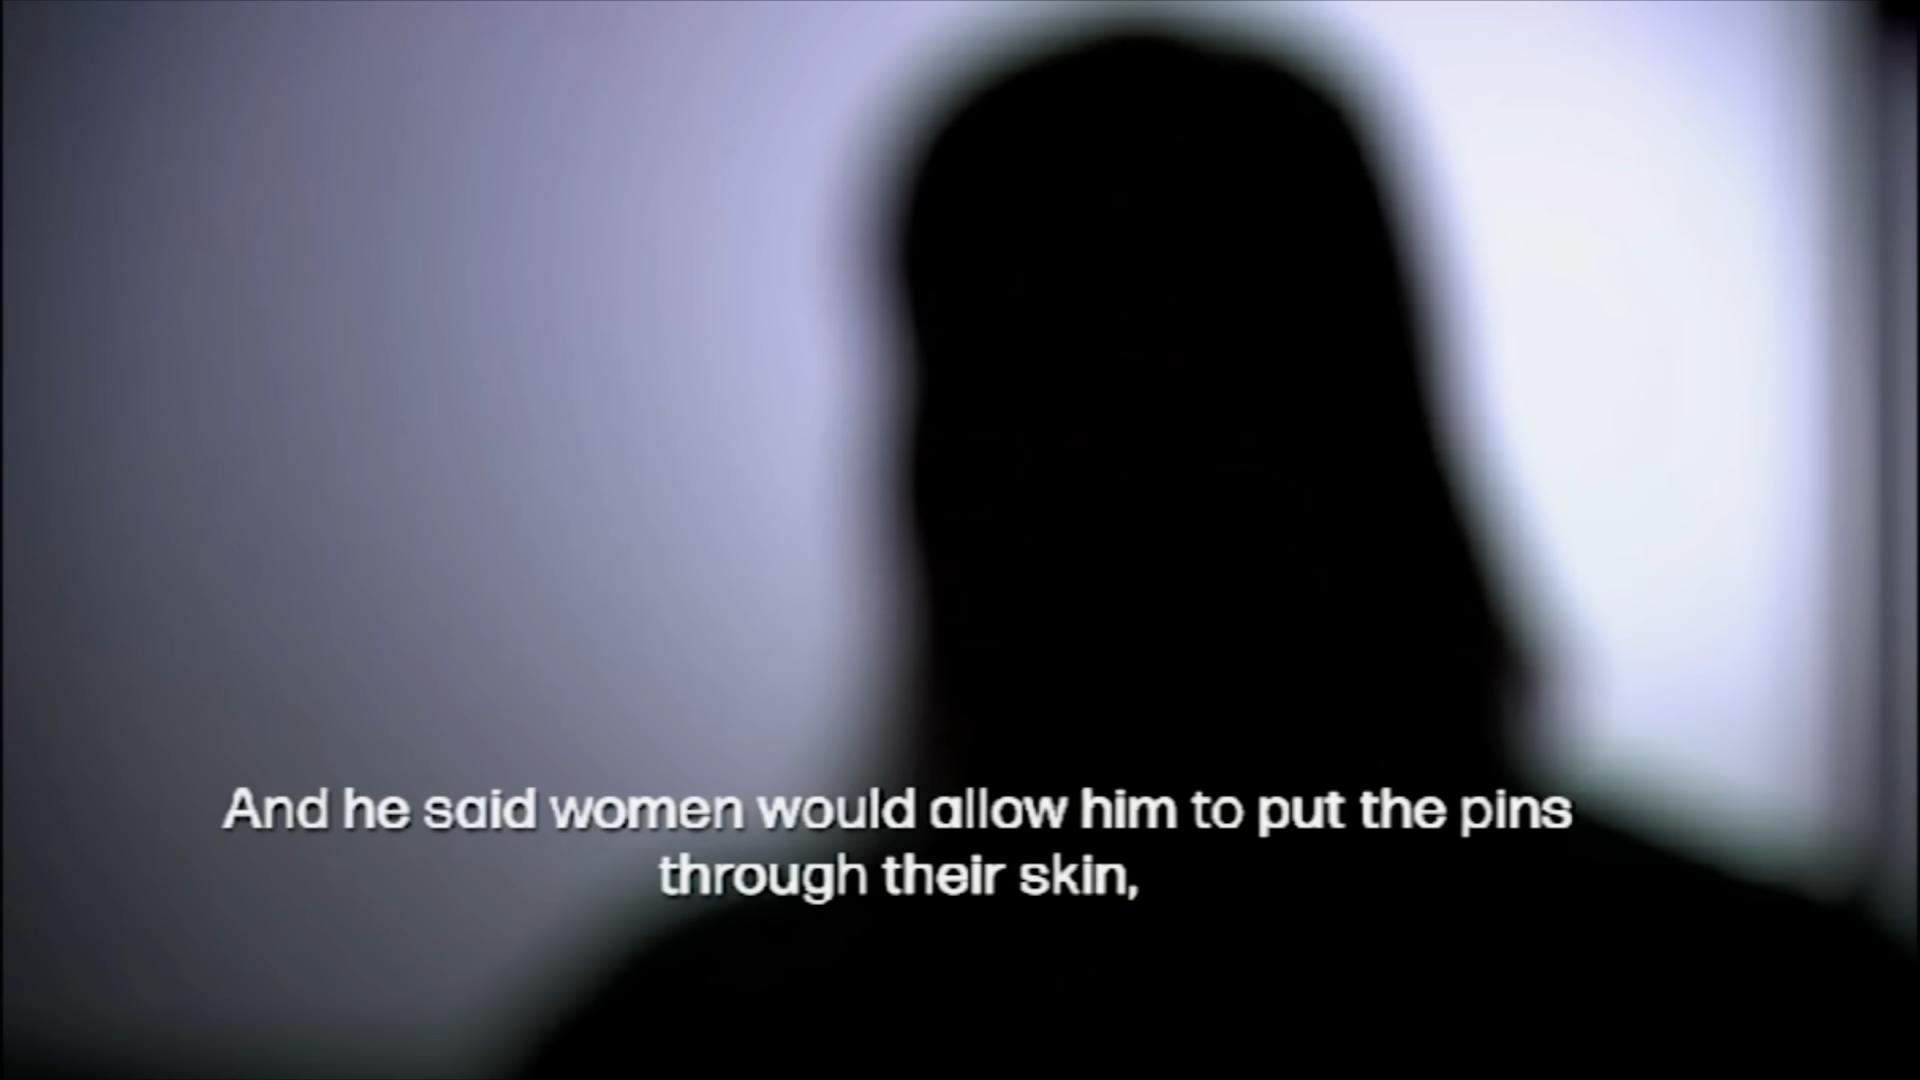 And he said women would allow him to put the pins
through their skin,